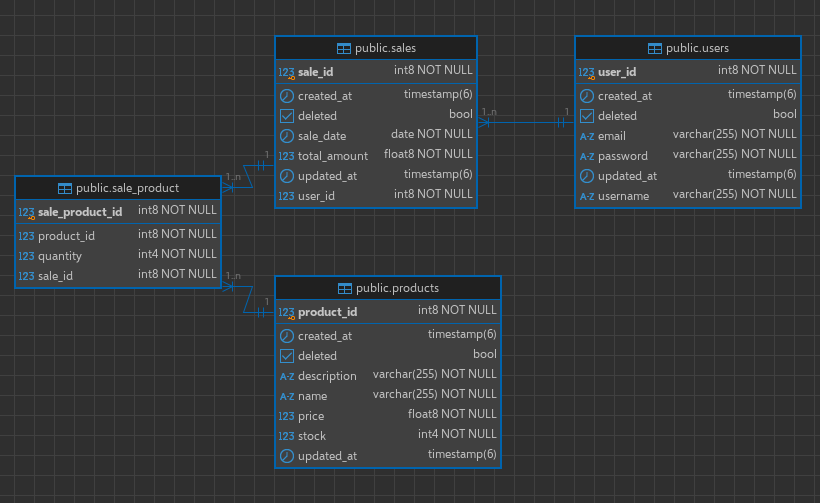 public.sales
123 sale_id int8 NOT NULL
created_at timestamp(6)
deleted bool
sale_date date NOT NULL
123 total_amount float8 NOT NULL
updated_at timestamp(6)
123 user_id int8 NOT NULL
1..n 1
public.users
123 user_id int8 NOT NULL
created_at timestamp(6)
deleted bool
A-Z email varchar(255) NOT NULL
A-Z password varchar(255) NOT NULL
updated_at timestamp(6)
A-Z username varchar(255) NOT NULL
1..n 1
public.sale_product
123 sale_product_id int8 NOT NULL
123 product_id int8 NOT NULL
123 quantity int4 NOT NULL
123 sale_id int8 NOT NULL
1..n 1
public.products
123 product_id int8 NOT NULL
created_at timestamp(6)
deleted bool
A-Z description varchar(255) NOT NULL
A-Z name varchar(255) NOT NULL
123 price float8 NOT NULL
123 stock int4 NOT NULL
updated_at timestamp(6)